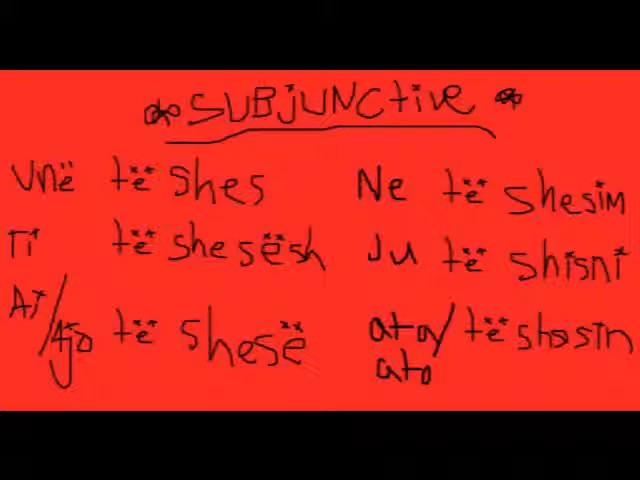 * SUBjUNCtive *
Unë të shes
Ti të shesësh
Ai/Ajo të shesë
Ne të shesim
Ju të shisni
ata/ato të shesin